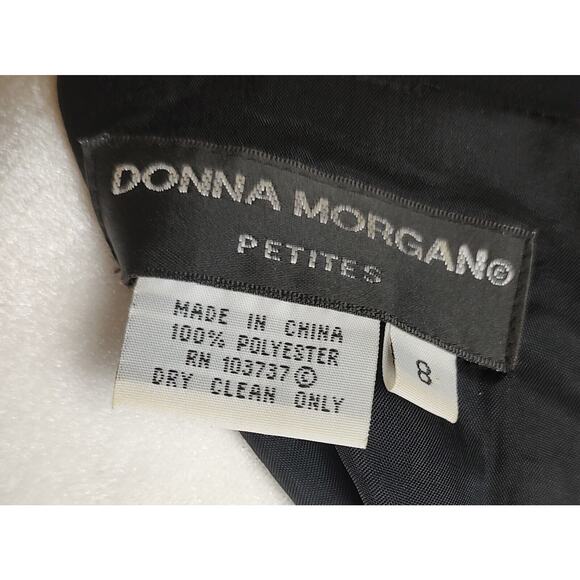 DONNA MORGAN®
PETITES
MADE IN CHINA
100% POLYESTER
RN 103737 ©
DRY CLEAN ONLY
8